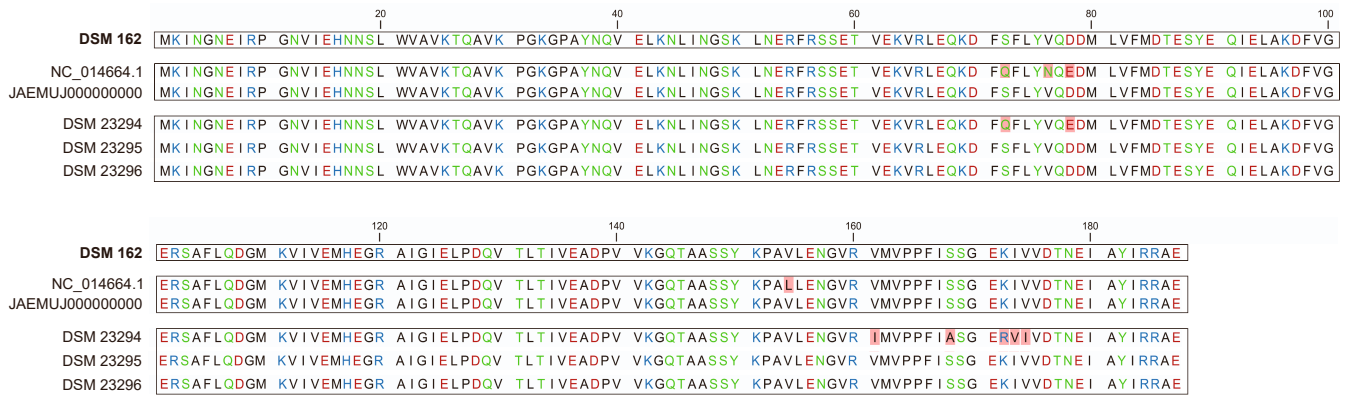 20 40 60 80 100
DSM 162 MKINGNEIRP GNVIEHNNSL WVAVKTQAVK PGKGPAYNQV ELKNLINGSK LNERFRSSET VEKVRLEQKD FSFLYVQDDM LVFMDTESYE QIELAKDFVG
NC_014664.1 MKINGNEIRP GNVIEHNNSL WVAVKTQAVK PGKGPAYNQV ELKNLINGSK LNERFRSSET VEKVRLEQKD FQFLYNQEDM LVFMDTESYE QIELAKDFVG
JAEMUJ000000000 MKINGNEIRP GNVIEHNNSL WVAVKTQAVK PGKGPAYNQV ELKNLINGSK LNERFRSSET VEKVRLEQKD FSFLYVQDDM LVFMDTESYE QIELAKDFVG
DSM 23294 MKINGNEIRP GNVIEHNNSL WVAVKTQAVK PGKGPAYNQV ELKNLINGSK LNERFRSSET VEKVRLEQKD FQFLYVQEDM LVFMDTESYE QIELAKDFVG
DSM 23295 MKINGNEIRP GNVIEHNNSL WVAVKTQAVK PGKGPAYNQV ELKNLINGSK LNERFRSSET VEKVRLEQKD FSFLYVQDDM LVFMDTESYE QIELAKDFVG
DSM 23296 MKINGNEIRP GNVIEHNNSL WVAVKTQAVK PGKGPAYNQV ELKNLINGSK LNERFRSSET VEKVRLEQKD FSFLYVQDDM LVFMDTESYE QIELAKDFVG
120 140 160 180
DSM 162 ERSAFLQDGM KVIVEMHEGR AIGIELPDQV TLTIVEADPV VKGQTAASSY KPAVLENGVR VMVPPFISSG EKIVVDTNEI AYIRRAE
NC_014664.1 ERSAFLQDGM KVIVEMHEGR AIGIELPDQV TLTIVEADPV VKGQTAASSY KPALLENGVR VMVPPFISSG EKIVVDTNEI AYIRRAE
JAEMUJ000000000 ERSAFLQDGM KVIVEMHEGR AIGIELPDQV TLTIVEADPV VKGQTAASSY KPAVLENGVR VMVPPFISSG EKIVVDTNEI AYIRRAE
DSM 23294 ERSAFLQDGM KVIVEMHEGR AIGIELPDQV TLTIVEADPV VKGQTAASSY KPAVLENGVR IMVPPFIASG ERVIVDTNEI AYIRRAE
DSM 23295 ERSAFLQDGM KVIVEMHEGR AIGIELPDQV TLTIVEADPV VKGQTAASSY KPAVLENGVR VMVPPFISSG EKIVVDTNEI AYIRRAE
DSM 23296 ERSAFLQDGM KVIVEMHEGR AIGIELPDQV TLTIVEADPV VKGQTAASSY KPAVLENGVR VMVPPFISSG EKIVVDTNEI AYIRRAE